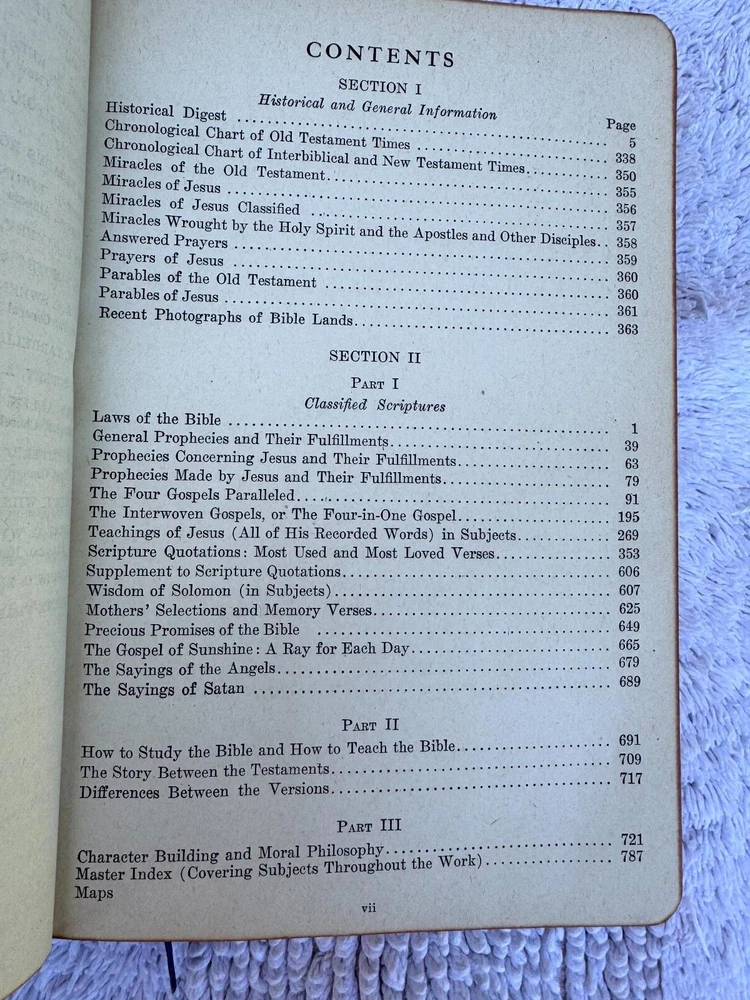 CONTENTS
SECTION I
Historical and General Information
Page
Historical Digest ........ 5
Chronological Chart of Old Testament Times ........ 338
Chronological Chart of Interbiblical and New Testament Times ........ 350
Miracles of the Old Testament ........ 355
Miracles of Jesus ........ 356
Miracles of Jesus Classified ........ 357
Miracles Wrought by the Holy Spirit and the Apostles and Other Disciples.. 358
Answered Prayers ........ 359
Prayers of Jesus ........ 360
Parables of the Old Testament ........ 360
Parables of Jesus ........ 361
Recent Photographs of Bible Lands ........ 363
SECTION II
PART I
Classified Scriptures
Laws of the Bible ........ 1
General Prophecies and Their Fulfillments ........ 39
Prophecies Concerning Jesus and Their Fulfillments ........ 63
Prophecies Made by Jesus and Their Fulfillments ........ 79
The Four Gospels Paralleled ........ 91
The Interwoven Gospels, or The Four-in-One Gospel ........ 195
Teachings of Jesus (All of His Recorded Words) in Subjects ........ 269
Scripture Quotations: Most Used and Most Loved Verses ........ 353
Supplement to Scripture Quotations ........ 606
Wisdom of Solomon (in Subjects) ........ 607
Mothers' Selections and Memory Verses ........ 625
Precious Promises of the Bible ........ 649
The Gospel of Sunshine: A Ray for Each Day ........ 665
The Sayings of the Angels ........ 679
The Sayings of Satan ........ 689
PART II
How to Study the Bible and How to Teach the Bible ........ 691
The Story Between the Testaments ........ 709
Differences Between the Versions ........ 717
PART III
Character Building and Moral Philosophy ........ 721
Master Index (Covering Subjects Throughout the Work) ........ 787
Maps
vii